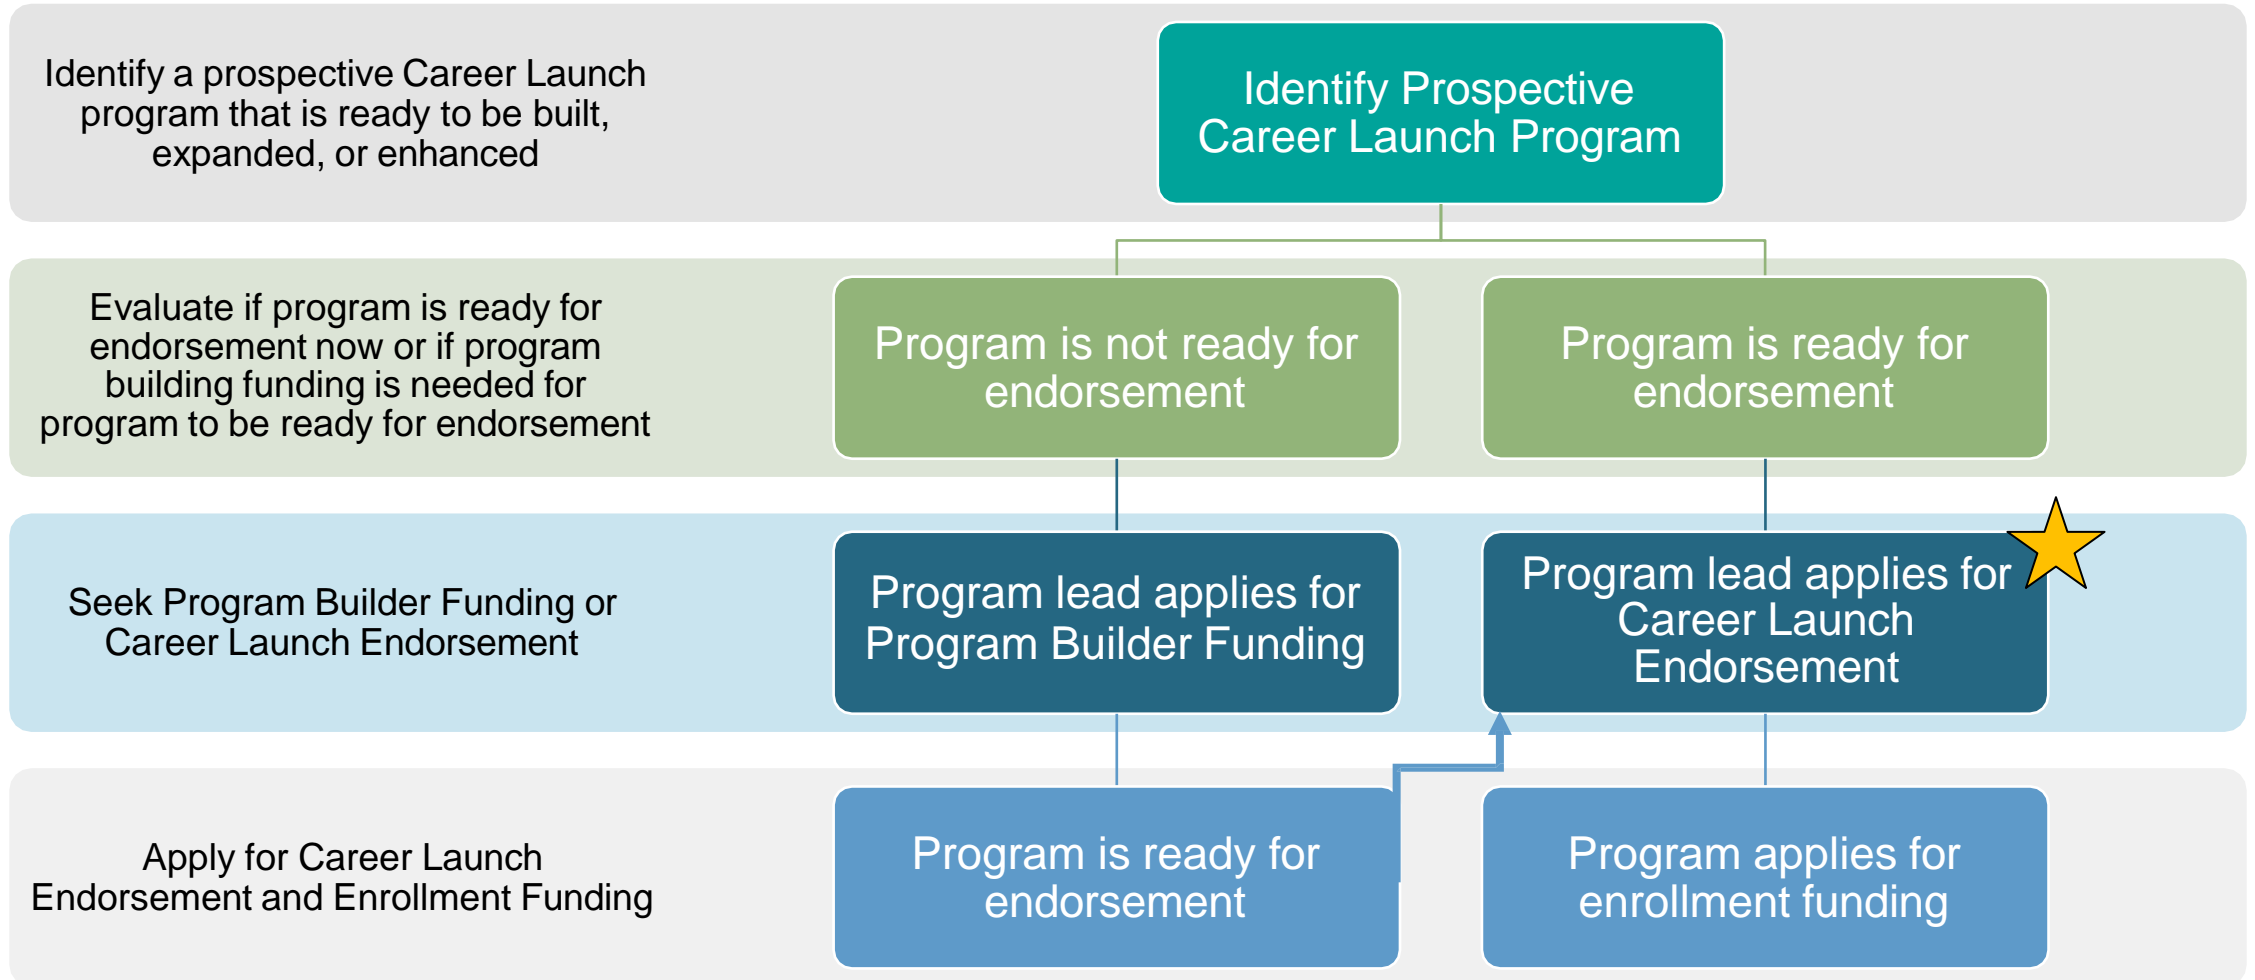 Identify a prospective Career Launch
program that is ready to be built,
expanded, or enhanced
Identify Prospective
Career Launch Program
Evaluate if program is ready for
endorsement now or if program
building funding is needed for
program to be ready for endorsement
Program is not ready for
endorsement
Program is ready for
endorsement
Seek Program Builder Funding or
Career Launch Endorsement
Program lead applies for
Program Builder Funding
Program lead applies for
Career Launch
Endorsement
Apply for Career Launch
Endorsement and Enrollment Funding
Program is ready for
endorsement
Program applies for
enrollment funding